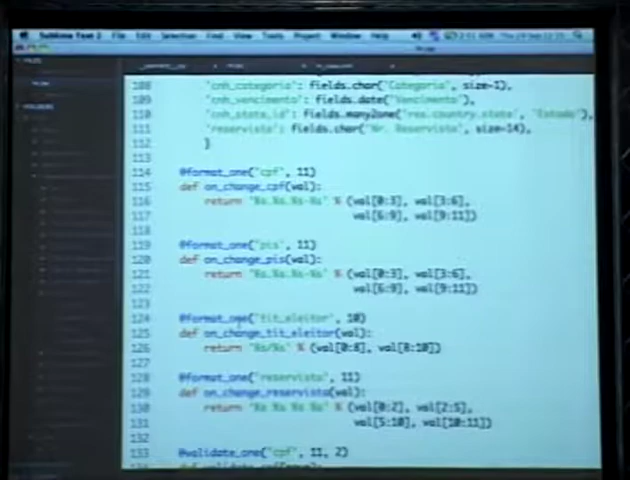 Sublime Text 2 File Edit Selection Find View Tools Project Window Help
108 'cnh_categoria': fields.char("Categoria", size=1),
109 'cnh_vencimento': fields.date("Vencimento"),
110 'cnh_state_id': fields.many2one("res.country.state", "Estado"),
111 'reservista': fields.char("Nr. Reservista", size=14),
112 }
113
114 @format_one("cpf", 11)
115 def on_change_cpf(val):
116 return "%s.%s.%s-%s" % (val[0:3], val[3:6],
117 val[6:9], val[9:11])
118
119 @format_one("pis", 11)
120 def on_change_pis(val):
121 return "%s.%s.%s-%s" % (val[0:3], val[3:6],
122 val[6:9], val[9:11])
123
124 @format_one("tit_eleitor", 10)
125 def on_change_tit_eleitor(val):
126 return "%s/%s" % (val[0:8], val[8:10])
127
128 @format_one("reservista", 11)
129 def on_change_reservista(val):
130 return "%s %s %s %s" % (val[0:2], val[2:5],
131 val[5:10], val[10:11])
132
133 @validate_one("cpf", 11, 2)